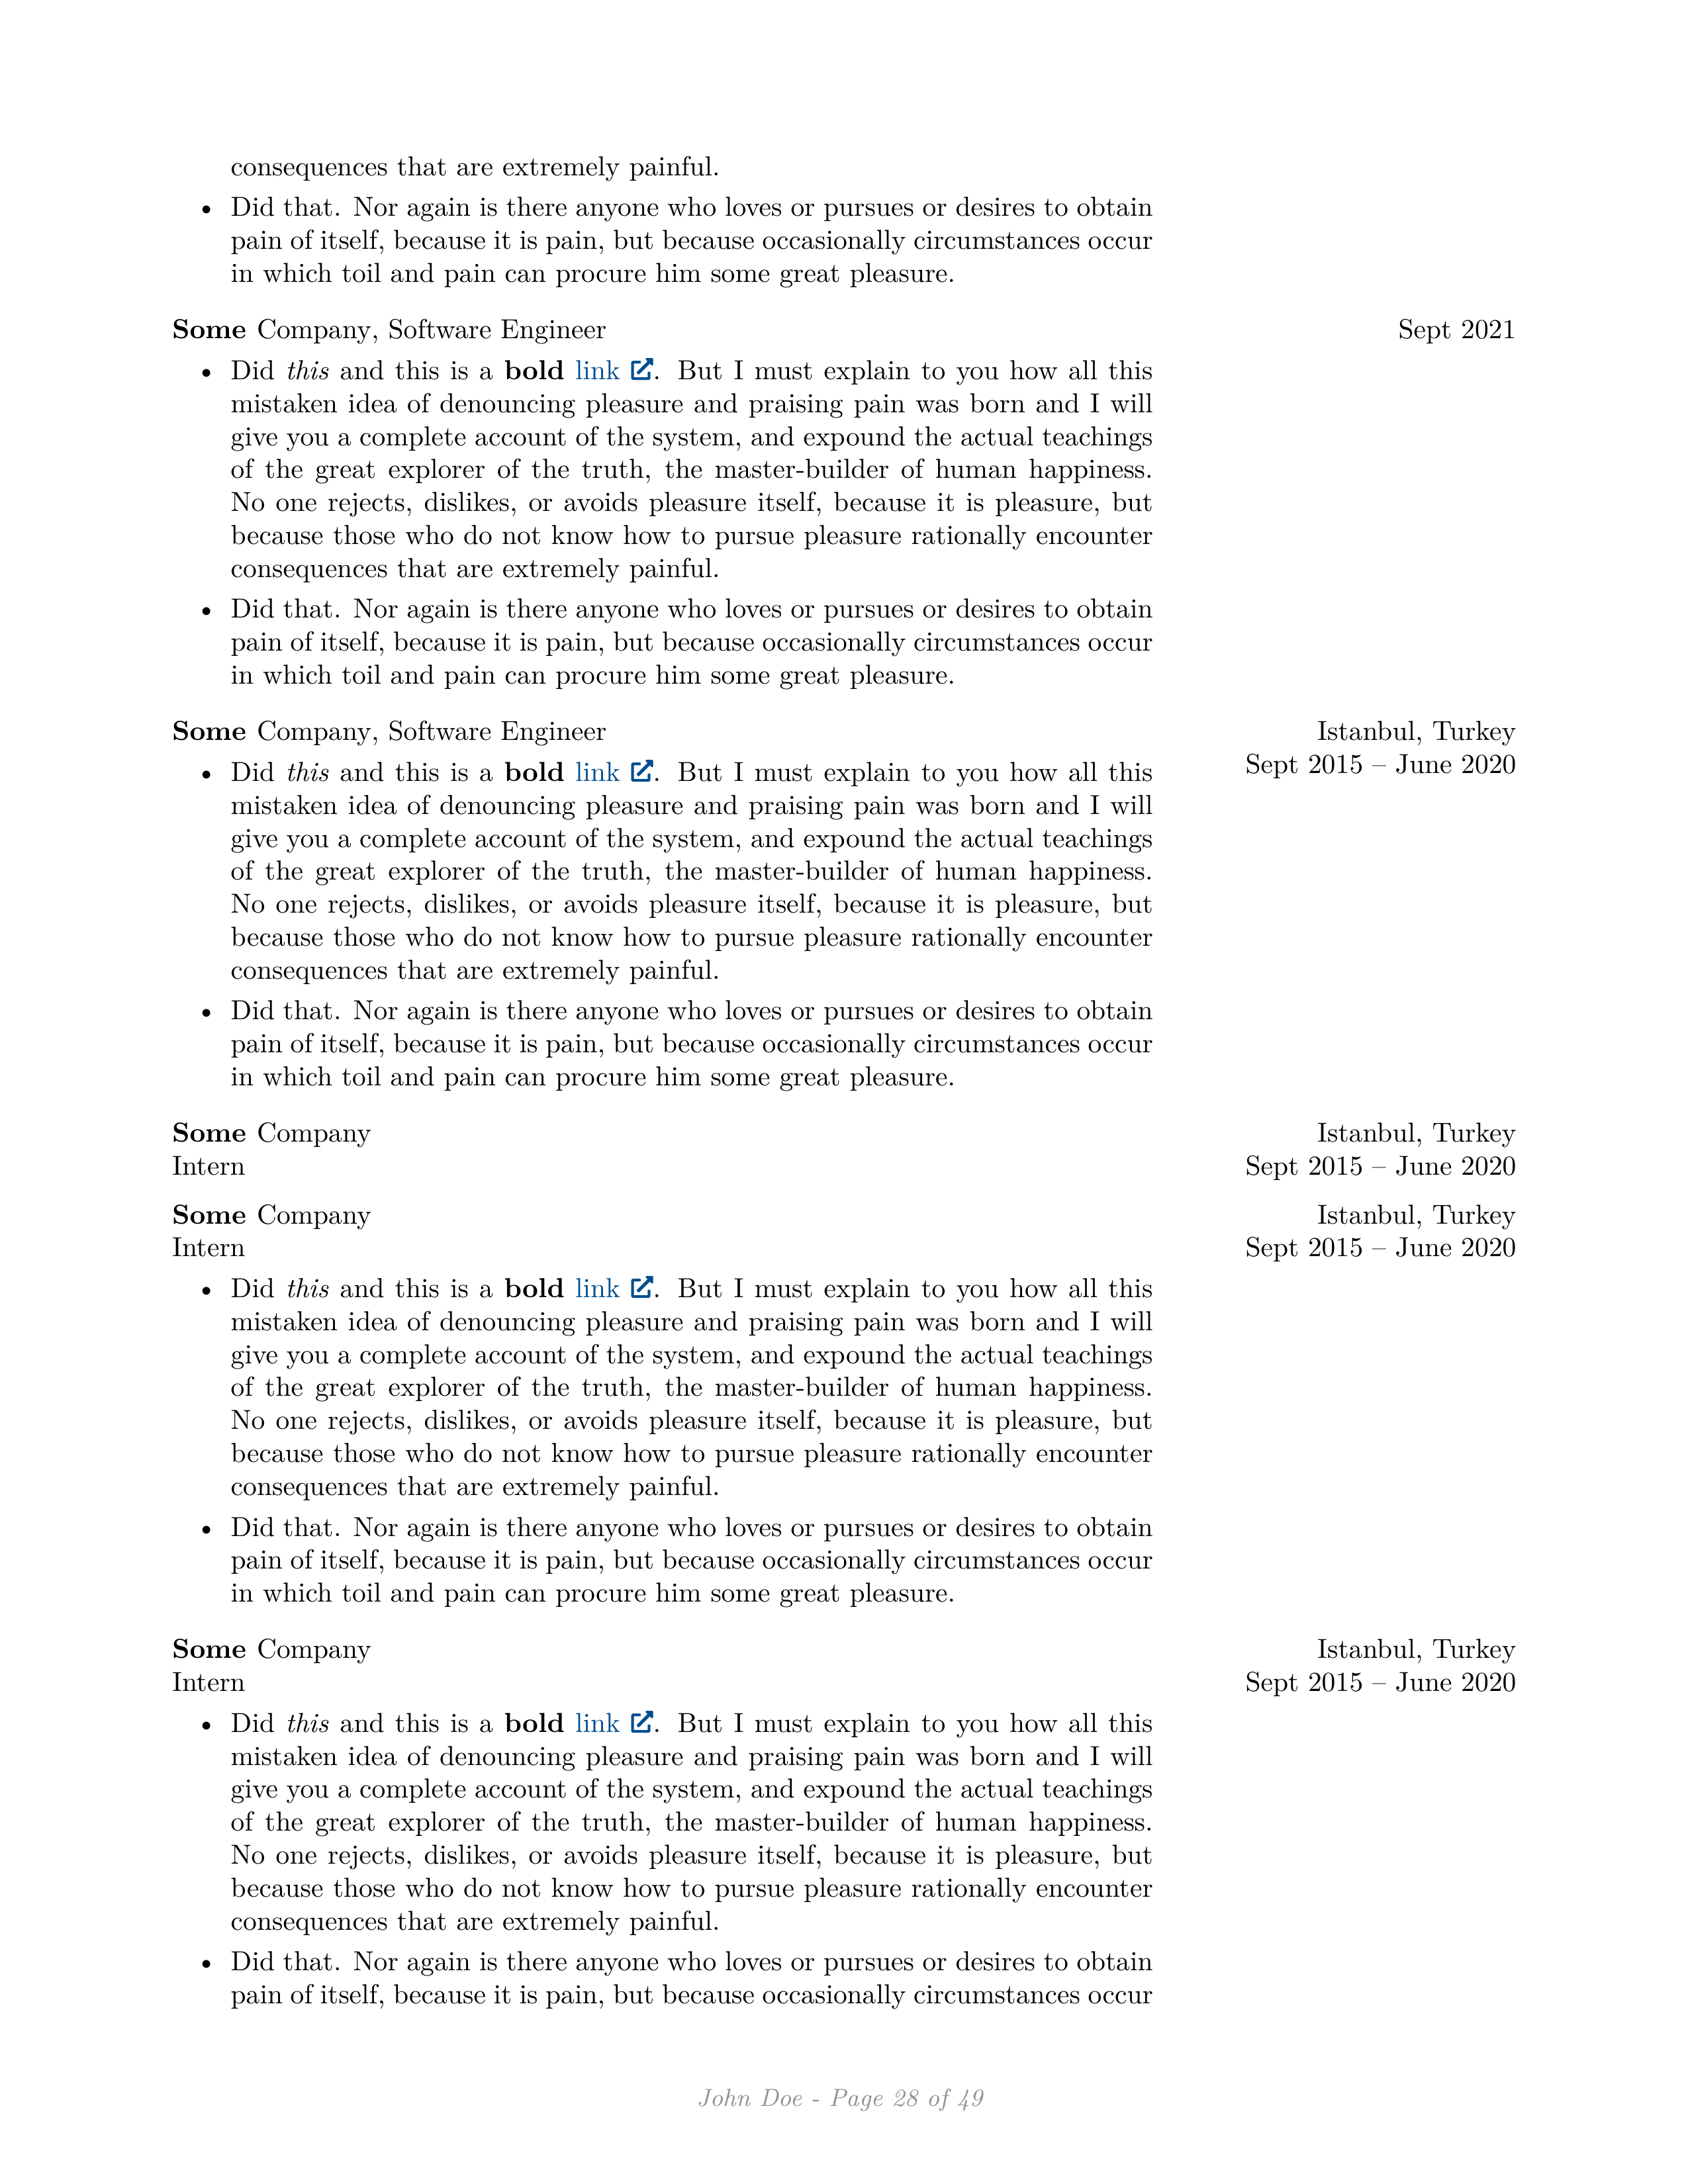 consequences that are extremely painful.
• Did that. Nor again is there anyone who loves or pursues or desires to obtain
pain of itself, because it is pain, but because occasionally circumstances occur
in which toil and pain can procure him some great pleasure.
Some Company, Software Engineer Sept 2021
• Did this and this is a bold link. But I must explain to you how all this
mistaken idea of denouncing pleasure and praising pain was born and I will
give you a complete account of the system, and expound the actual teachings
of the great explorer of the truth, the master-builder of human happiness.
No one rejects, dislikes, or avoids pleasure itself, because it is pleasure, but
because those who do not know how to pursue pleasure rationally encounter
consequences that are extremely painful.
• Did that. Nor again is there anyone who loves or pursues or desires to obtain
pain of itself, because it is pain, but because occasionally circumstances occur
in which toil and pain can procure him some great pleasure.
Some Company, Software Engineer Istanbul, Turkey
Sept 2015 – June 2020
• Did this and this is a bold link. But I must explain to you how all this
mistaken idea of denouncing pleasure and praising pain was born and I will
give you a complete account of the system, and expound the actual teachings
of the great explorer of the truth, the master-builder of human happiness.
No one rejects, dislikes, or avoids pleasure itself, because it is pleasure, but
because those who do not know how to pursue pleasure rationally encounter
consequences that are extremely painful.
• Did that. Nor again is there anyone who loves or pursues or desires to obtain
pain of itself, because it is pain, but because occasionally circumstances occur
in which toil and pain can procure him some great pleasure.
Some Company Istanbul, Turkey
Intern Sept 2015 – June 2020
Some Company Istanbul, Turkey
Intern Sept 2015 – June 2020
• Did this and this is a bold link. But I must explain to you how all this
mistaken idea of denouncing pleasure and praising pain was born and I will
give you a complete account of the system, and expound the actual teachings
of the great explorer of the truth, the master-builder of human happiness.
No one rejects, dislikes, or avoids pleasure itself, because it is pleasure, but
because those who do not know how to pursue pleasure rationally encounter
consequences that are extremely painful.
• Did that. Nor again is there anyone who loves or pursues or desires to obtain
pain of itself, because it is pain, but because occasionally circumstances occur
in which toil and pain can procure him some great pleasure.
Some Company Istanbul, Turkey
Intern Sept 2015 – June 2020
• Did this and this is a bold link. But I must explain to you how all this
mistaken idea of denouncing pleasure and praising pain was born and I will
give you a complete account of the system, and expound the actual teachings
of the great explorer of the truth, the master-builder of human happiness.
No one rejects, dislikes, or avoids pleasure itself, because it is pleasure, but
because those who do not know how to pursue pleasure rationally encounter
consequences that are extremely painful.
• Did that. Nor again is there anyone who loves or pursues or desires to obtain
pain of itself, because it is pain, but because occasionally circumstances occur
John Doe - Page 28 of 49